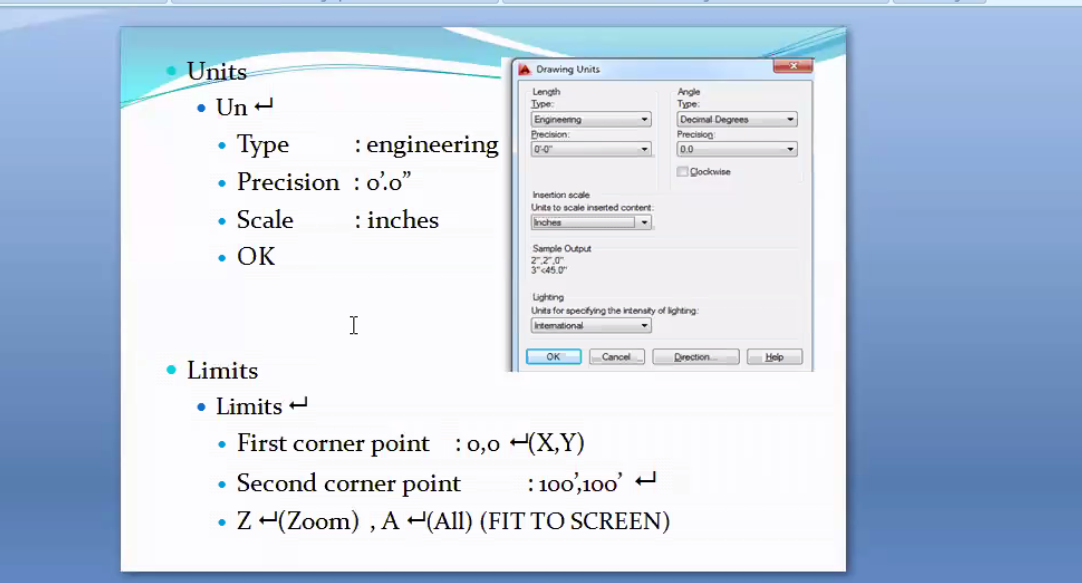 Units
Un ↵
Type : engineering
Precision : 0'.0"
Scale : inches
OK
Drawing Units
Length
Type:
Engineering
Precision:
0'-0"
Angle
Type:
Decimal Degrees
Precision:
0.0
Clockwise
Insertion scale
Units to scale inserted content:
Inches
Sample Output
2",2",0"
3"<45.0"
Lighting
Units for specifying the intensity of lighting:
International
OK Cancel Direction... Help
Limits
Limits ↵
First corner point : 0,0 ↵(X,Y)
Second corner point : 100',100' ↵
Z ↵(Zoom) , A ↵(All) (FIT TO SCREEN)